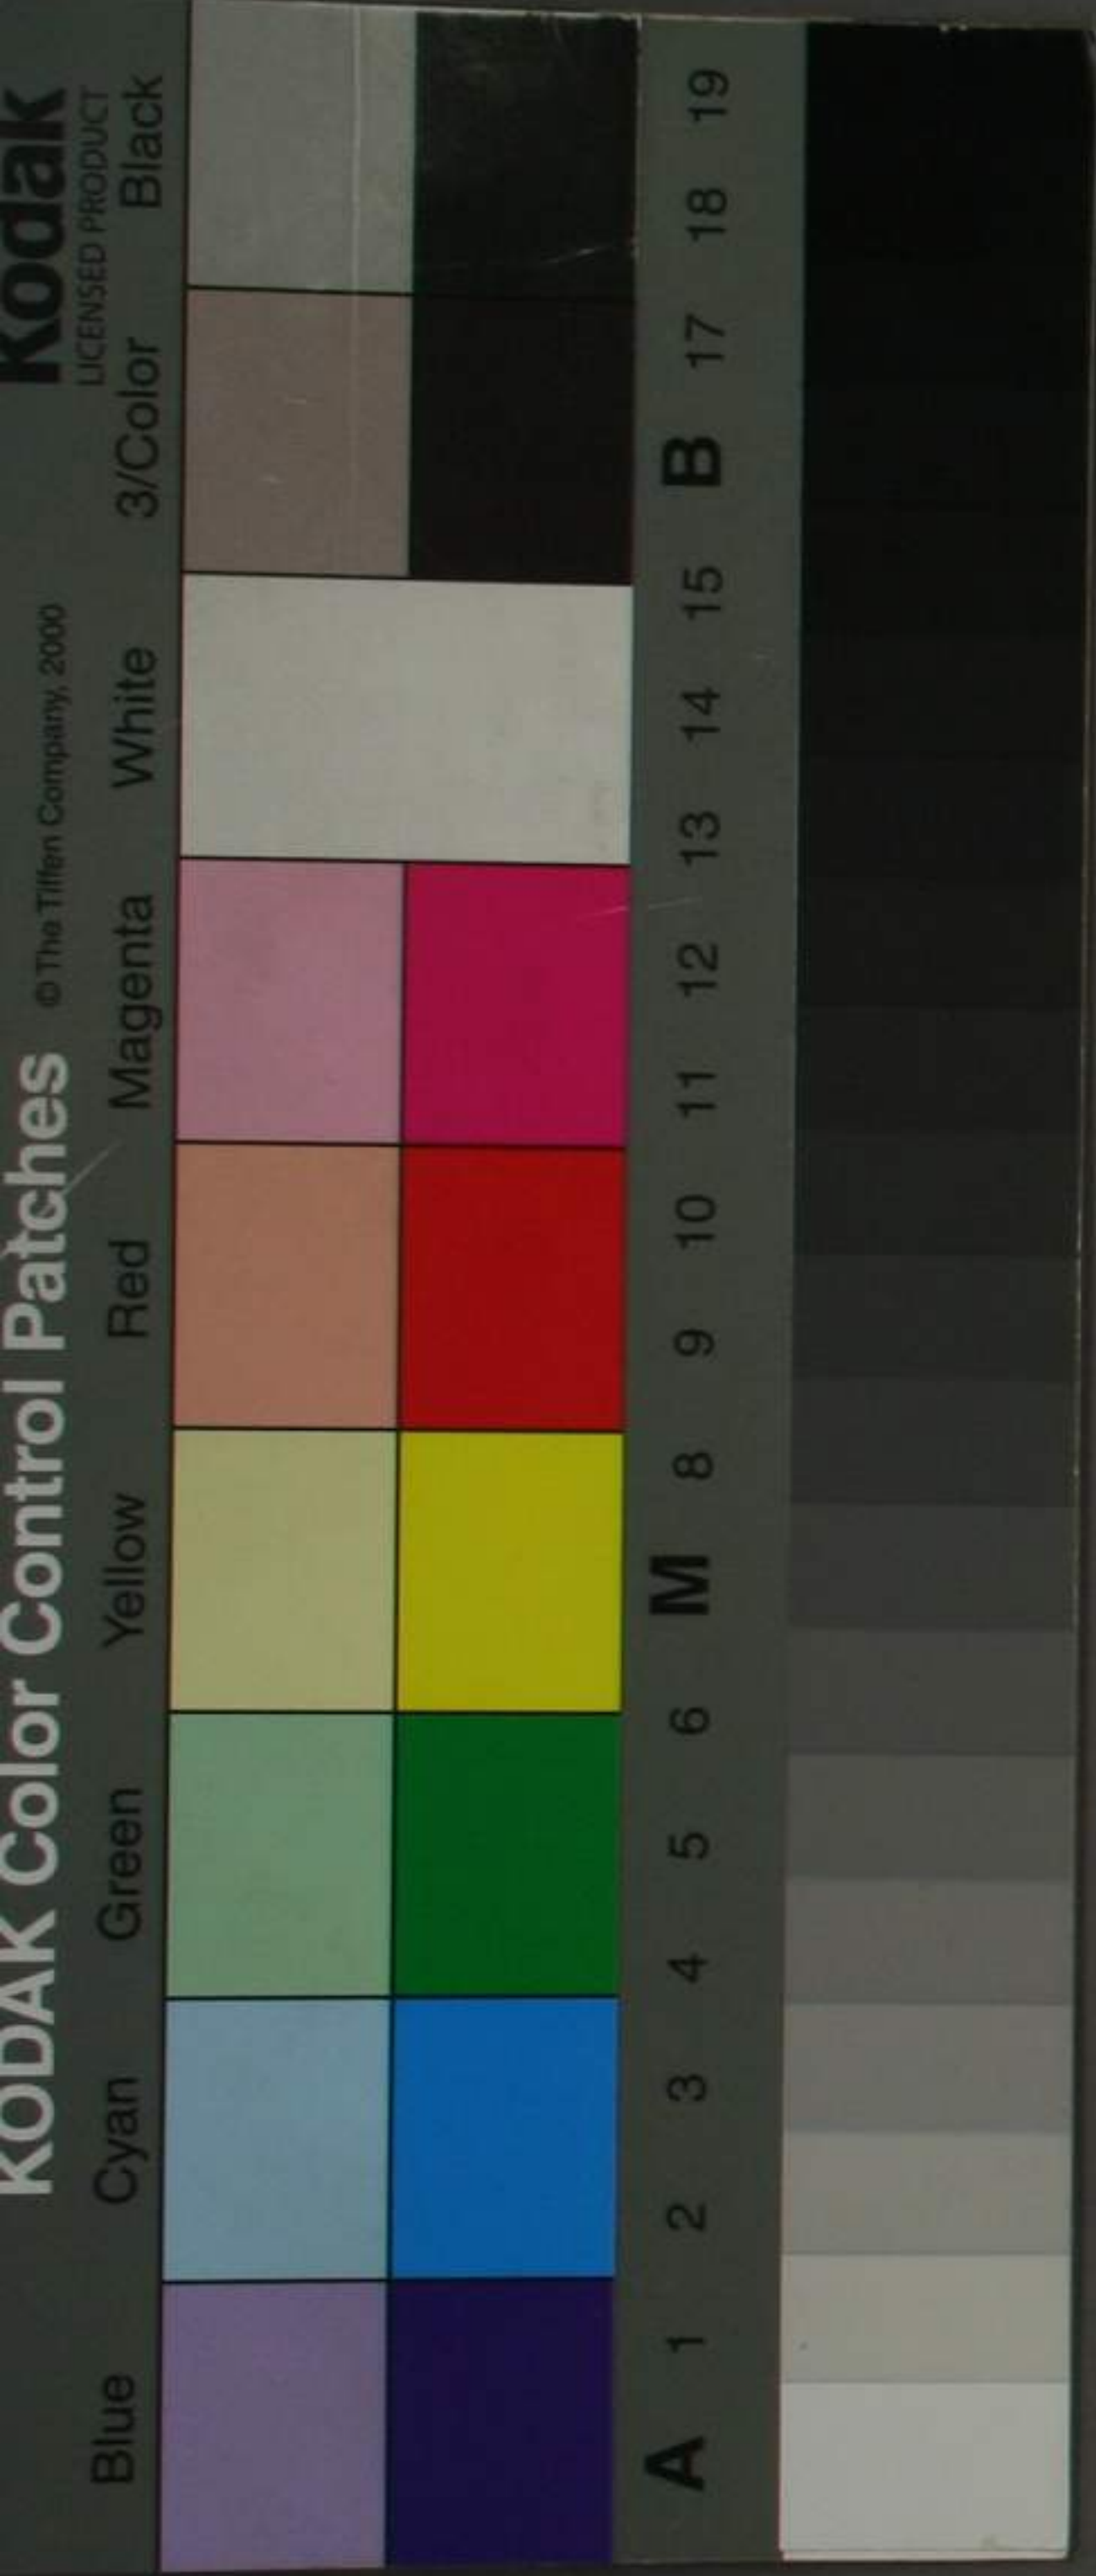 KODAK Color Control Patches © The Tiffen Company, 2000 Kodak
LICENSED PRODUCT
Blue Cyan Green Yellow Red Magenta White 3/Color Black
A 1 2 3 4 5 6 M 8 9 10 11 12 13 14 15 B 17 18 19